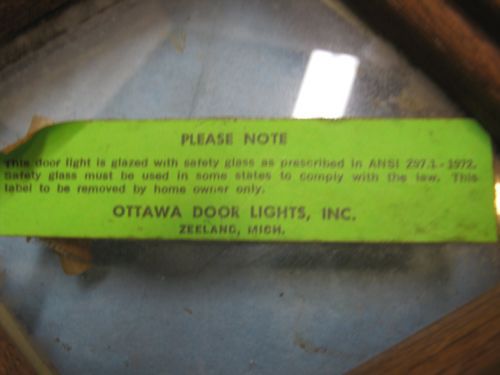 PLEASE NOTE
This door light is glazed with safety glass as prescribed in ANSI Z97.1-1972.
Safety glass must be used in some states to comply with the law. This
label to be removed by home owner only.
OTTAWA DOOR LIGHTS, INC.
ZEELAND, MICH.